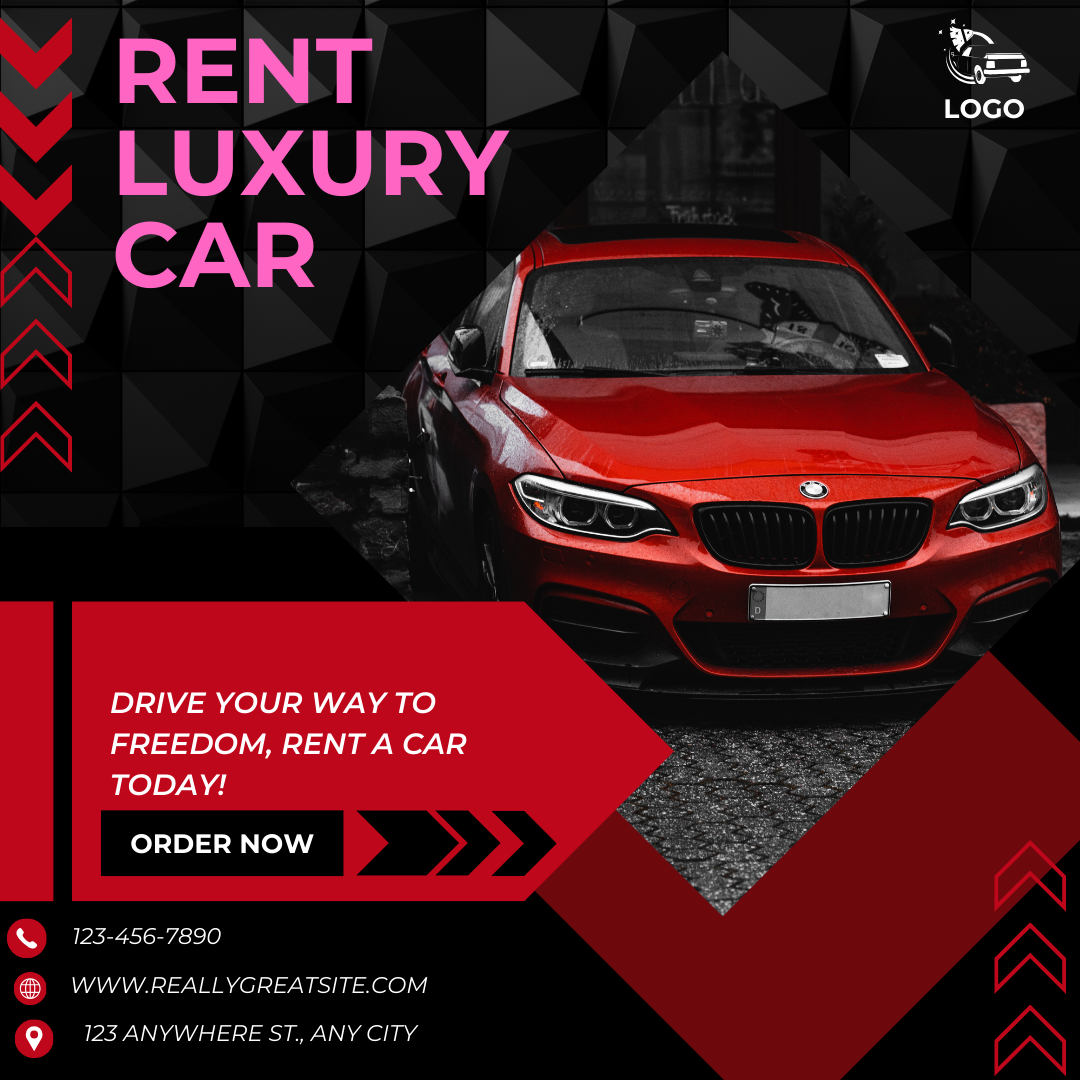 RENT
LUXURY
CAR
LOGO
Frühstück
DRIVE YOUR WAY TO
FREEDOM, RENT A CAR
TODAY!
ORDER NOW
123-456-7890
WWW.REALLYGREATSITE.COM
123 ANYWHERE ST., ANY CITY